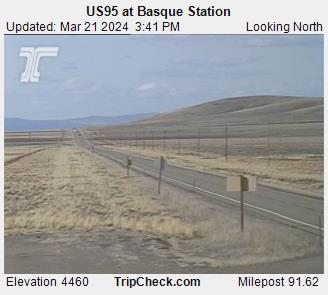 US95 at Basque Station
Updated: Mar 21 2024 3:41 PM Looking North
Elevation 4460 TripCheck.com Milepost 91.62